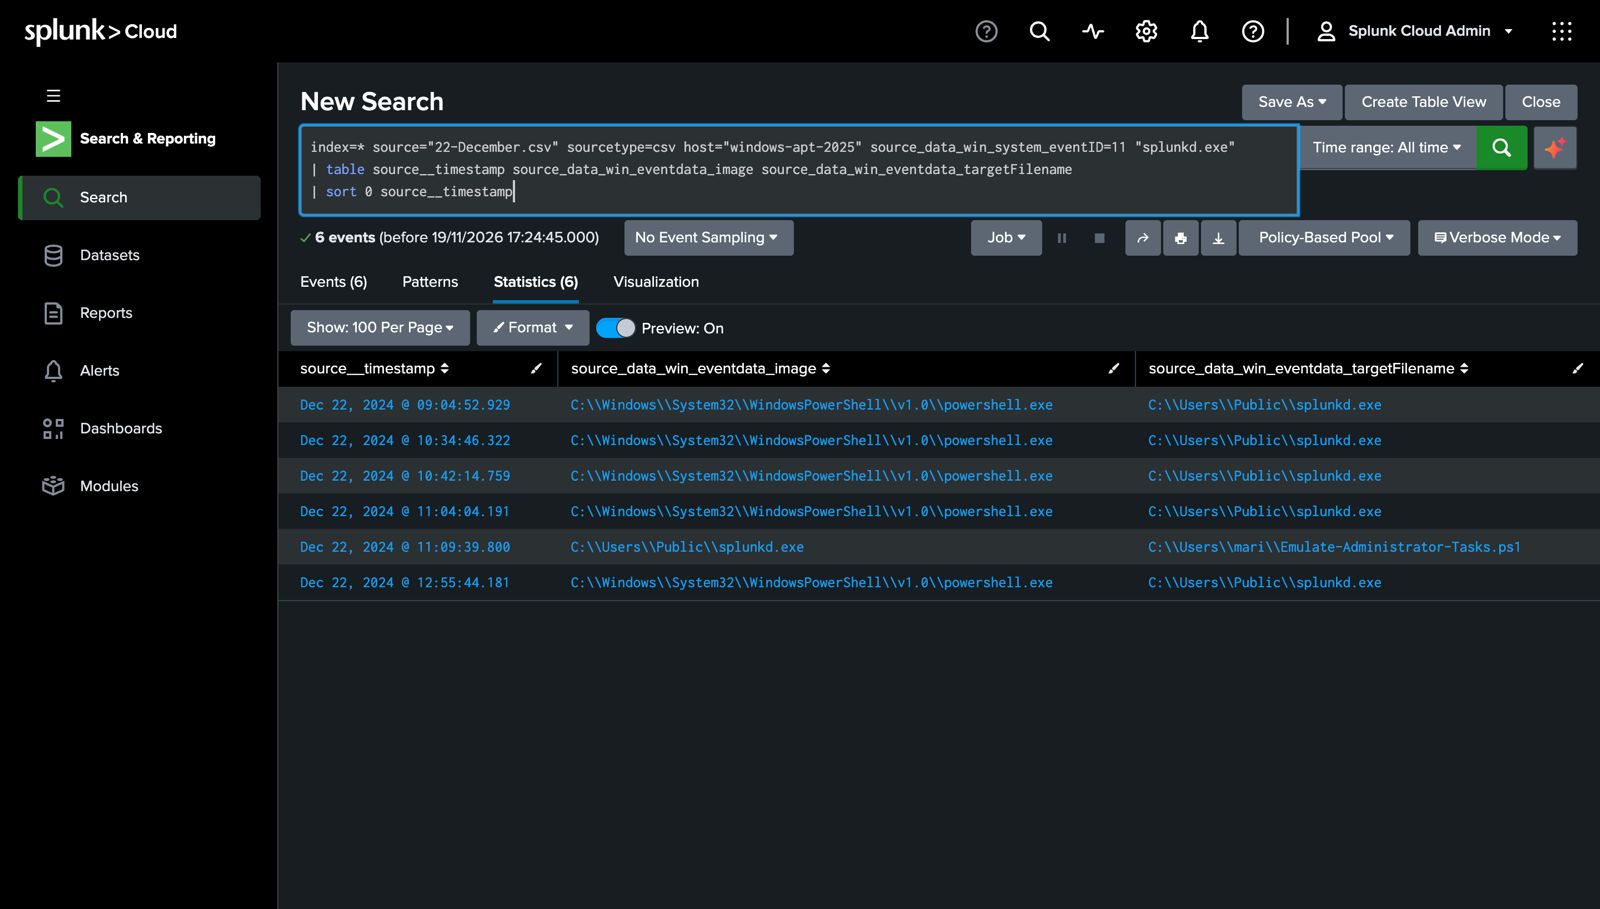 splunk>Cloud
Splunk Cloud Admin
Search & Reporting
Search
Datasets
Reports
Alerts
Dashboards
Modules
New Search
Save As
Create Table View
Close
index=* source="22-December.csv" sourcetype=csv host="windows-apt-2025" source_data_win_system_eventID=11 "splunkd.exe"
| table source__timestamp source_data_win_eventdata_image source_data_win_eventdata_targetFilename
| sort 0 source__timestamp
Time range: All time
6 events (before 19/11/2026 17:24:45.000)
No Event Sampling
Job
Policy-Based Pool
Verbose Mode
Events (6)
Patterns
Statistics (6)
Visualization
Show: 100 Per Page
Format
Preview: On
source__timestamp source_data_win_eventdata_image source_data_win_eventdata_targetFilename
Dec 22, 2024 @ 09:04:52.929 C:\\Windows\\System32\\WindowsPowerShell\\v1.0\\powershell.exe C:\\Users\\Public\\splunkd.exe
Dec 22, 2024 @ 10:34:46.322 C:\\Windows\\System32\\WindowsPowerShell\\v1.0\\powershell.exe C:\\Users\\Public\\splunkd.exe
Dec 22, 2024 @ 10:42:14.759 C:\\Windows\\System32\\WindowsPowerShell\\v1.0\\powershell.exe C:\\Users\\Public\\splunkd.exe
Dec 22, 2024 @ 11:04:04.191 C:\\Windows\\System32\\WindowsPowerShell\\v1.0\\powershell.exe C:\\Users\\Public\\splunkd.exe
Dec 22, 2024 @ 11:09:39.800 C:\\Users\\Public\\splunkd.exe C:\\Users\\mari\\Emulate-Administrator-Tasks.ps1
Dec 22, 2024 @ 12:55:44.181 C:\\Windows\\System32\\WindowsPowerShell\\v1.0\\powershell.exe C:\\Users\\Public\\splunkd.exe